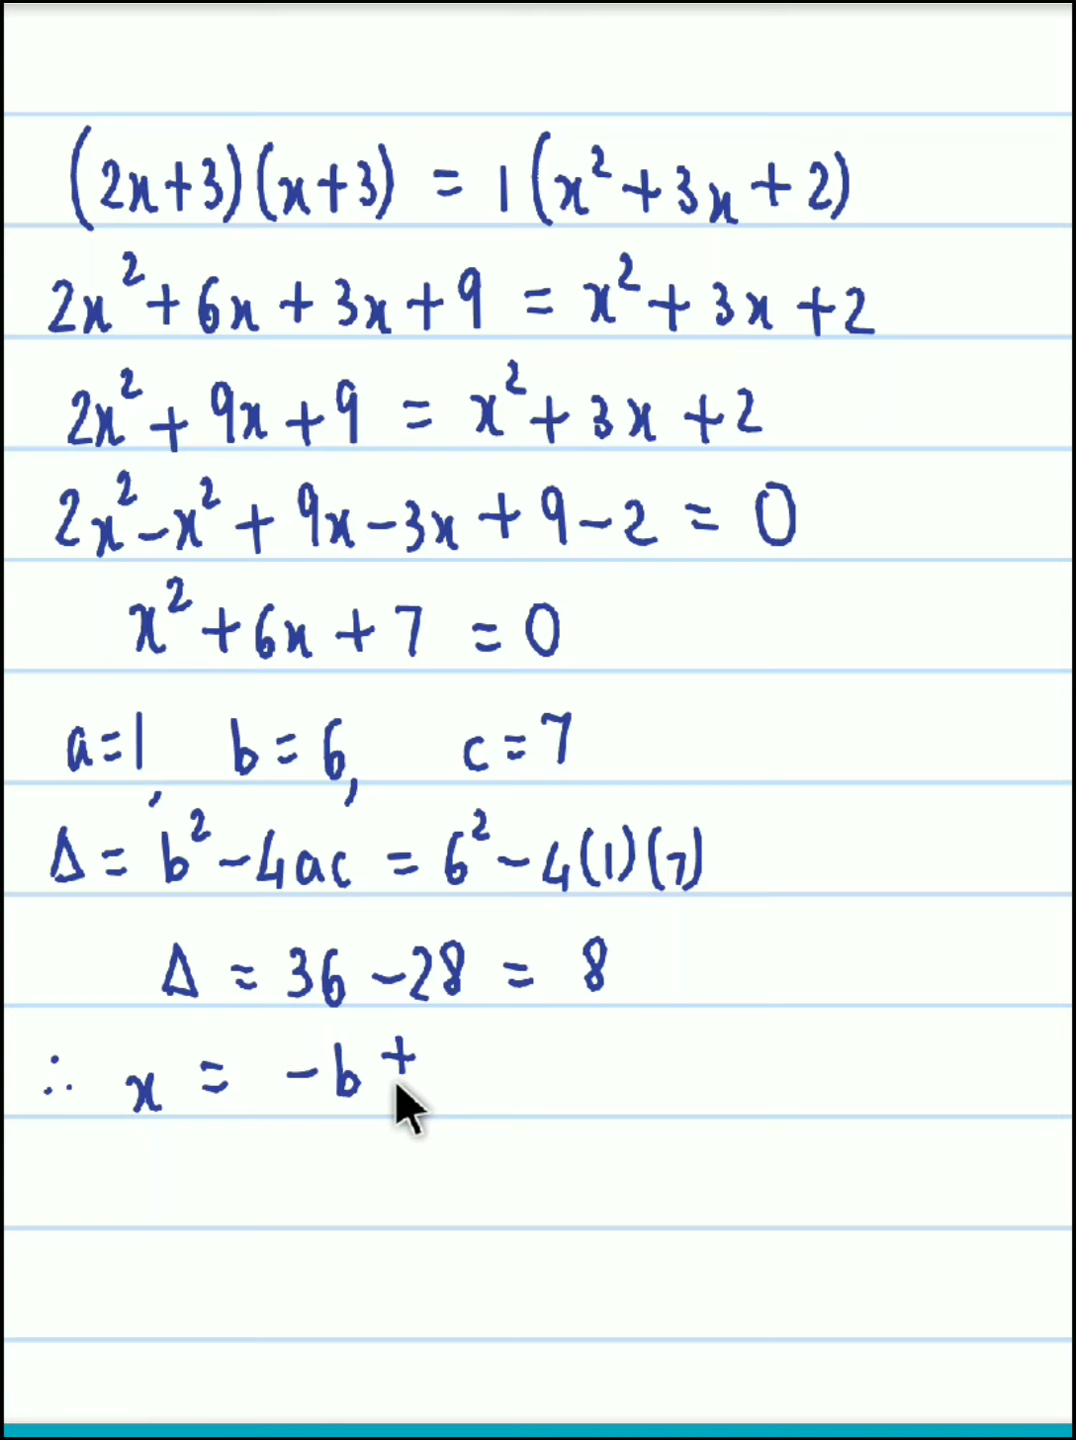 (2x+3)(x+3) = 1(x²+3x+2)
2x²+6x+3x+9 = x²+3x+2
2x²+9x+9 = x²+3x+2
2x²-x²+9x-3x+9-2 = 0
x²+6x+7 = 0
a=1, b=6, c=7
Δ = b²-4ac = 6²-4(1)(7)
Δ = 36-28 = 8
∴ x = -b +